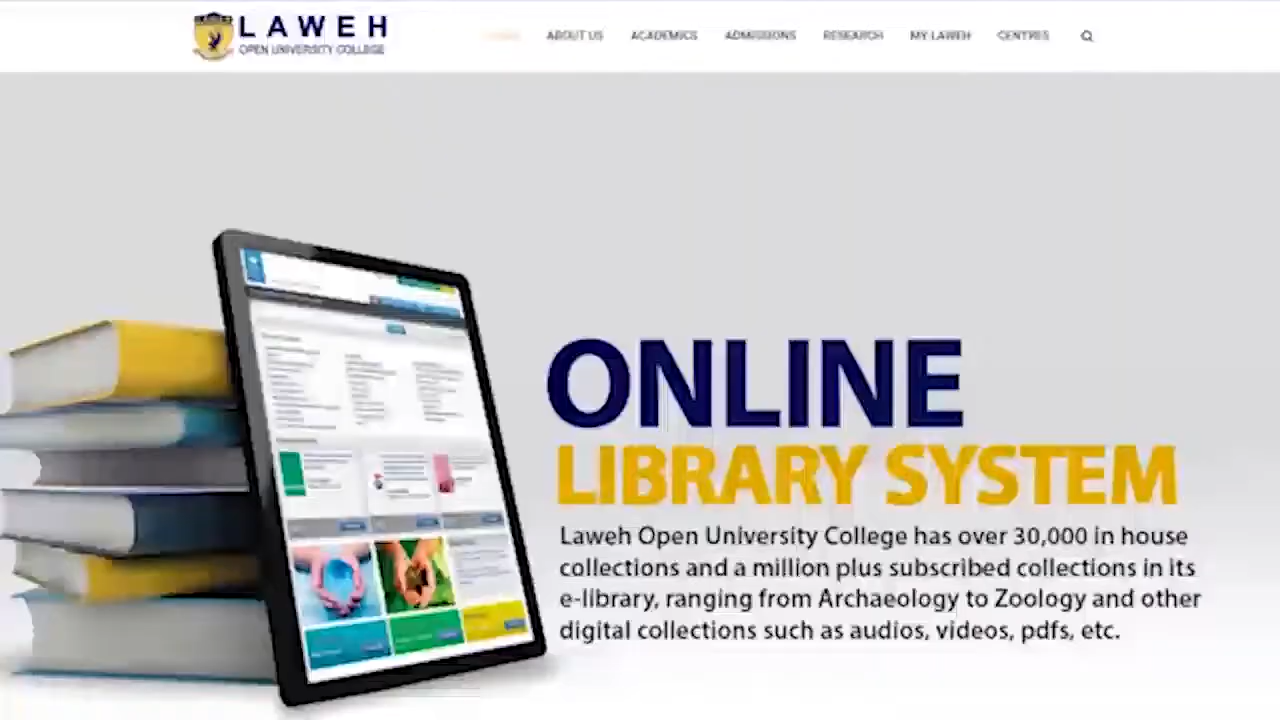 LAWEH
OPEN UNIVERSITY COLLEGE
HOME ABOUT US ACADEMICS ADMISSIONS RESEARCH MY LAWEH CENTRES
ONLINE
LIBRARY SYSTEM
Laweh Open University College has over 30,000 in house
collections and a million plus subscribed collections in its
e-library, ranging from Archaeology to Zoology and other
digital collections such as audios, videos, pdfs, etc.